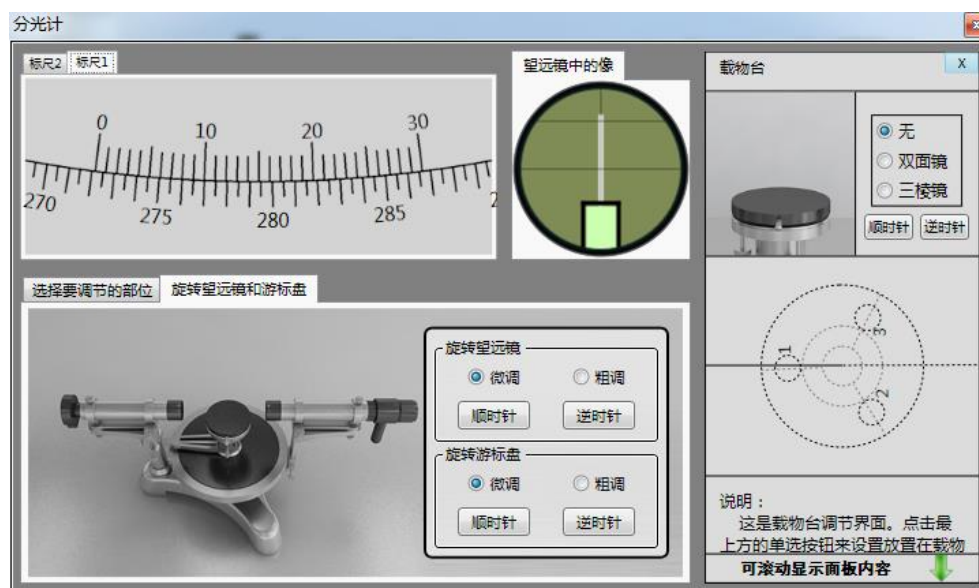 分光计
标尺2 标尺1
0 10 20 30
270 275 280 285
望远镜中的像
载物台 X
无
双面镜
三棱镜
顺时针 逆时针
选择要调节的部位 旋转望远镜和游标盘
旋转望远镜
微调 粗调
顺时针 逆时针
旋转游标盘
微调 粗调
顺时针 逆时针
1
3
2
说明：
这是载物台调节界面。点击最
上方的单选按钮来设置放置在载物
可滚动显示面板内容